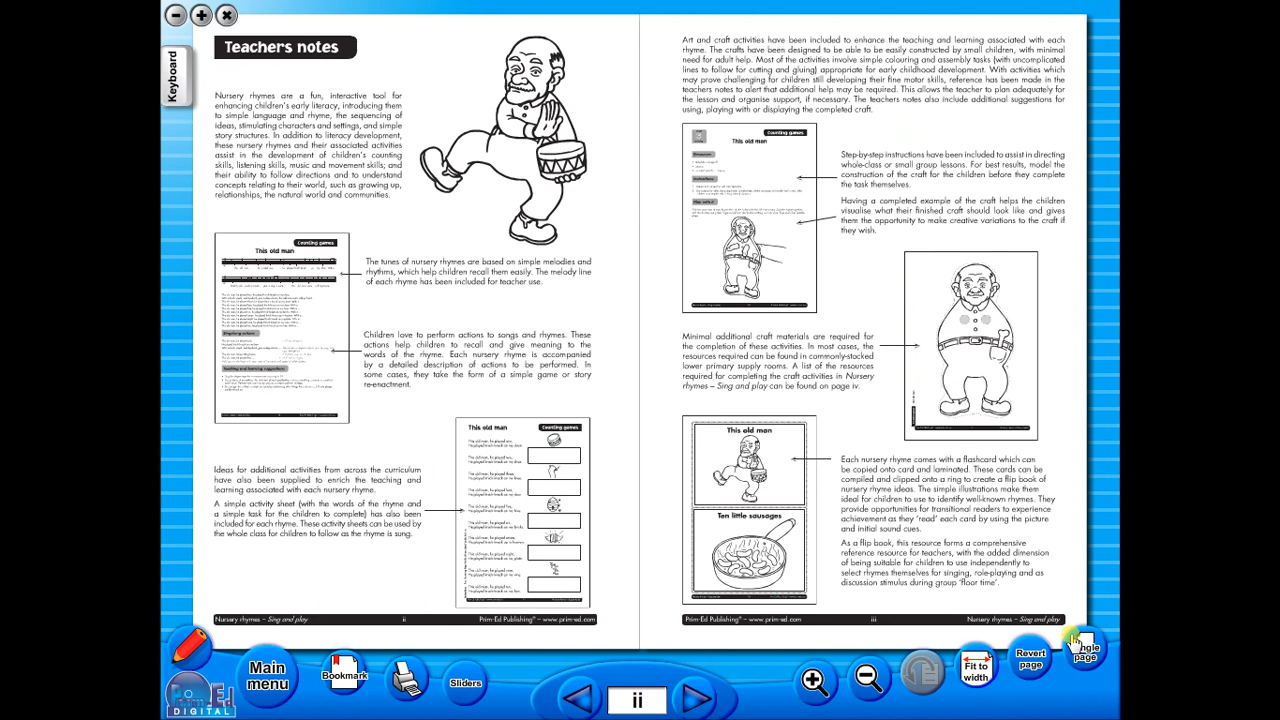 Keyboard
Teachers notes
Nursery rhymes are a fun, interactive tool for
enhancing children's early literacy, introducing them
to simple language and rhyme, the sequencing of
ideas, stimulating characters and settings, and simple
story structures. In addition to literacy development,
these nursery rhymes and their associated activities
assist in the development of children's counting
skills, listening skills, music and movement skills; and
their ability to follow directions and to understand
concepts relating to their world, such as growing up,
relationships, the natural world and communities.
Counting games
This old man
The tunes of nursery rhymes are based on simple melodies and
rhythms, which help children recall them easily. The melody line
of each rhyme has been included for teacher use.
Children love to perform actions to songs and rhymes. These
actions help children to recall and give meaning to the
words of the rhyme. Each nursery rhyme is accompanied
by a detailed description of actions to be performed. In
some cases, they take the form of a simple game or story
re-enactment.
Ideas for additional activities from across the curriculum
have also been supplied to enrich the teaching and
learning associated with each nursery rhyme.
A simple activity sheet (with the words of the rhyme and
a simple task for the children to complete) has also been
included for each rhyme. These activity sheets can be used by
the whole class for children to follow as the rhyme is sung.
This old man
Counting games
Nursery rhymes – Sing and play
ii
Prim-Ed Publishing® – www.prim-ed.com
Art and craft activities have been included to enhance the teaching and learning associated with each
rhyme. The crafts have been designed to be able to be easily constructed by small children, with minimal
need for adult help. Most of the activities involve simple colouring and assembly tasks (with uncomplicated
lines to follow for cutting and gluing) appropriate for early childhood development. With activities which
may prove challenging for children still developing their fine motor skills, reference has been made in the
teachers notes to alert that additional help may be required. This allows the teacher to plan adequately for
the lesson and organise support, if necessary. The teachers notes also include additional suggestions for
using, playing with or displaying the completed craft.
Counting games
This old man
Step-by-step instructions have been included to assist in directing
whole-class or small group lessons. For best results, model the
construction of the craft for the children before they complete
the task themselves.
Having a completed example of the craft helps the children
visualise what their finished craft should look like and gives
them the opportunity to make creative variations to the craft if
they wish.
Minimal additional craft materials are required for
the completion of these activities. In most cases, the
resources required can be found in commonly-stocked
lower primary supply rooms. A list of the resources
required for completing the craft activities in Nursery
rhymes – Sing and play can be found on page iv.
This old man
Ten little sausages
Each nursery rhyme comes with a flashcard which can
be copied onto card and laminated. These cards can be
compiled and clipped onto a ring to create a flip book of
nursery rhyme ideas. The simple illustrations make them
ideal for children to use to identify well-known rhymes. They
provide opportunities for transitional readers to experience
achievement as they 'read' each card by using the picture
and initial sound cues.
As a flip book, this resource forms a comprehensive
reference resource for teachers, with the added dimension
of being suitable for children to use independently to
select rhymes themselves for singing, role-playing and as
discussion stimulus during group 'floor time'.
Prim-Ed Publishing® – www.prim-ed.com
iii
Nursery rhymes – Sing and play
DIGITAL
Main
menu
Bookmark
Sliders
ii
Fit to
width
Revert
page
page